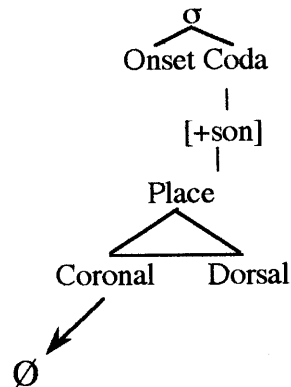 σ
Onset Coda
[+son]
Place
Coronal Dorsal
Ø